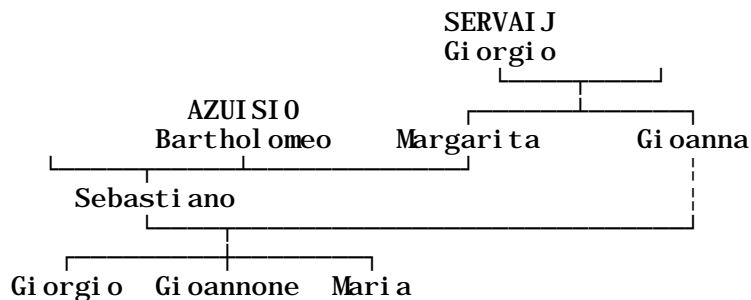 SERVAIJ
Giorgio
AZUISIO
Bartholomeo Margarita Gioanna
Sebastiano
Giorgio Gioannone Maria